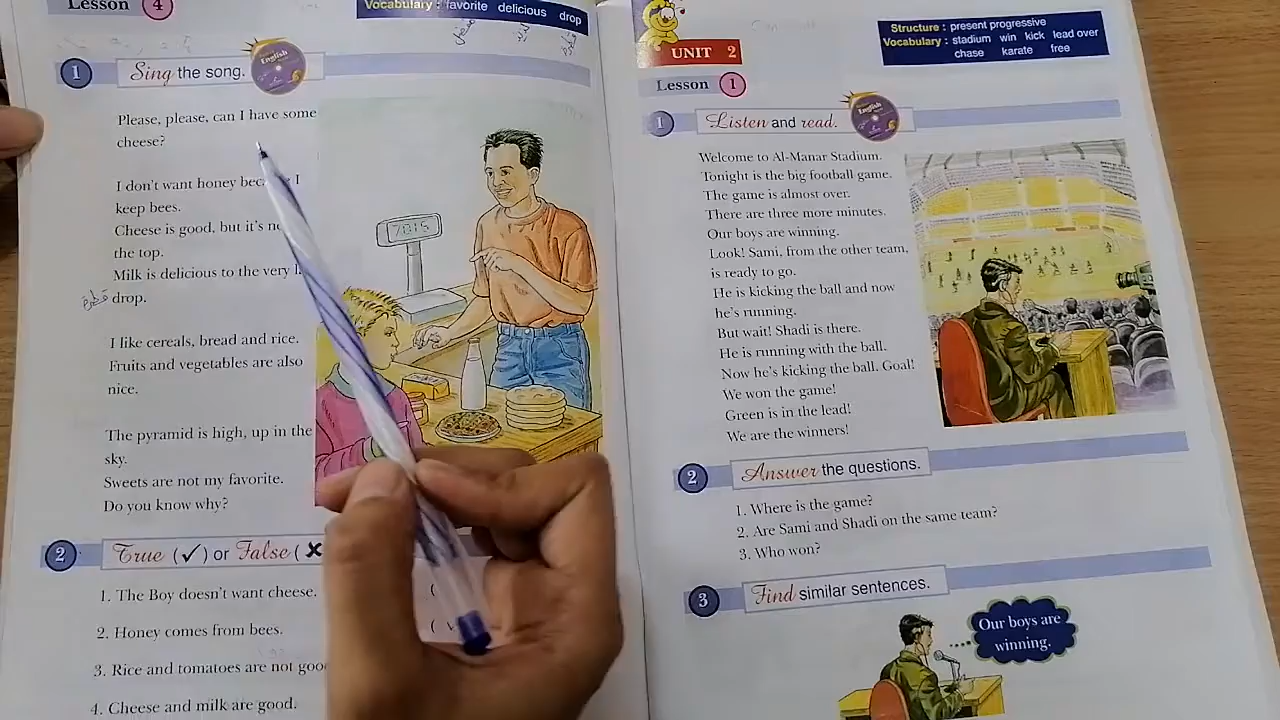 Lesson 4
Vocabulary : favorite delicious drop
1 Sing the song.
English
Please, please, can I have some
cheese?
I don't want honey I
keep bees.
Cheese is good, but it's
the top.
Milk is delicious to the very
drop.
I like cereals, bread and rice.
Fruits and vegetables are also
nice.
The pyramid is high, up in the
sky.
Sweets are not my favorite.
Do you know why?
7.015
2 True (✓) or False (✗
1. The Boy doesn't want cheese. (
2. Honey comes from bees. (
3. Rice and tomatoes are not
4. Cheese and milk are good.
UNIT 2
Structure : present progressive
Vocabulary : stadium win kick lead over
chase karate free
Lesson 1
1 Listen and read.
English
Welcome to Al-Manar Stadium.
Tonight is the big football game.
The game is almost over.
There are three more minutes.
Our boys are winning.
Look! Sami, from the other team,
is ready to go.
He is kicking the ball and now
he's running.
But wait! Shadi is there.
He is running with the ball.
Now he's kicking the ball. Goal!
We won the game!
Green is in the lead!
We are the winners!
2 Answer the questions.
1. Where is the game?
2. Are Sami and Shadi on the same team?
3. Who won?
3 Find similar sentences.
Our boys are
winning.